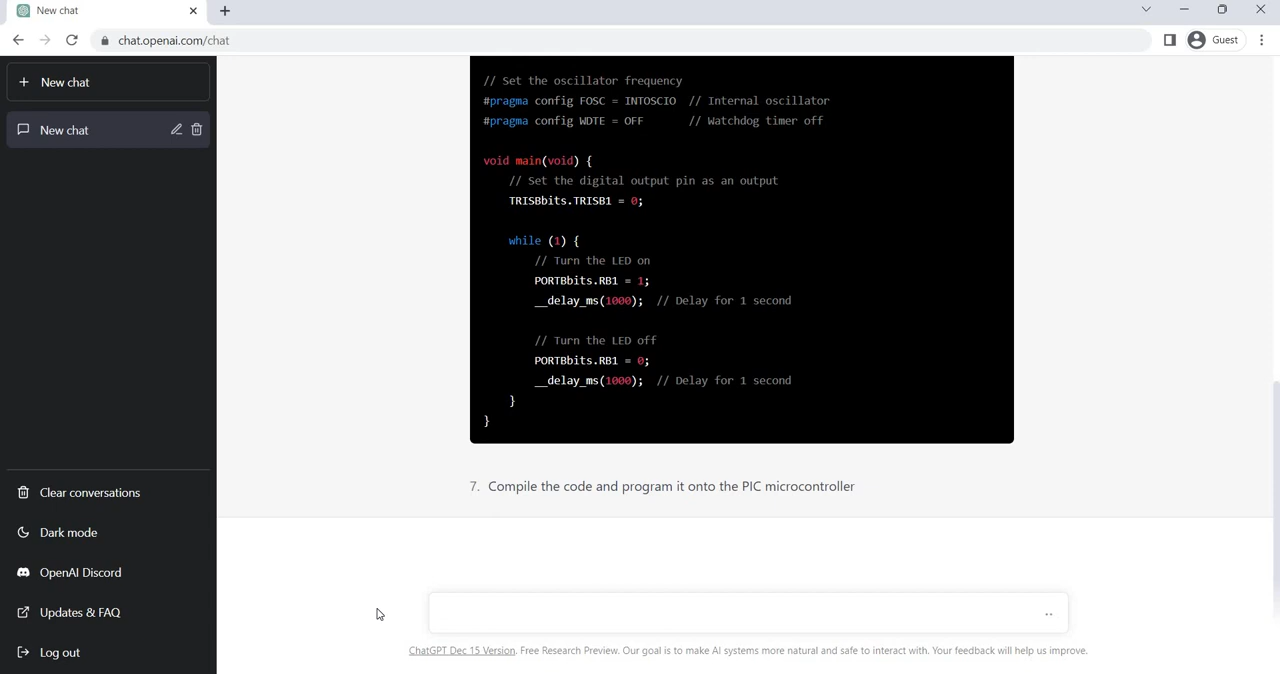 New chat
chat.openai.com/chat
Guest
New chat
New chat
// Set the oscillator frequency
#pragma config FOSC = INTOSCIO  // Internal oscillator
#pragma config WDTE = OFF       // Watchdog timer off
void main(void) {
    // Set the digital output pin as an output
    TRISBbits.TRISB1 = 0;
    while (1) {
        // Turn the LED on
        PORTBbits.RB1 = 1;
        __delay_ms(1000);  // Delay for 1 second
        // Turn the LED off
        PORTBbits.RB1 = 0;
        __delay_ms(1000);  // Delay for 1 second
    }
}
7. Compile the code and program it onto the PIC microcontroller
Clear conversations
Dark mode
OpenAI Discord
Updates & FAQ
Log out
ChatGPT Dec 15 Version. Free Research Preview. Our goal is to make AI systems more natural and safe to interact with. Your feedback will help us improve.